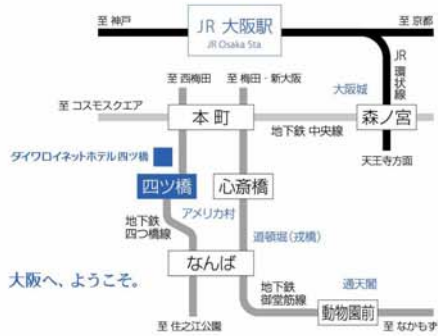 至 神戸
JR 大阪駅
JR Osaka Sta.
至 京都
JR
環状線
大阪城
至 西梅田
至 梅田・新大阪
至 コスモスクエア
本町
地下鉄 中央線
森ノ宮
天王寺方面
ダイワロイネットホテル 四ツ橋
四ツ橋
心斎橋
アメリカ村
地下鉄
四つ橋線
道頓堀(戎橋)
なんば
大阪へ、ようこそ。
地下鉄
御堂筋線
通天閣
動物園前
至 住之江公園
至 なかもず